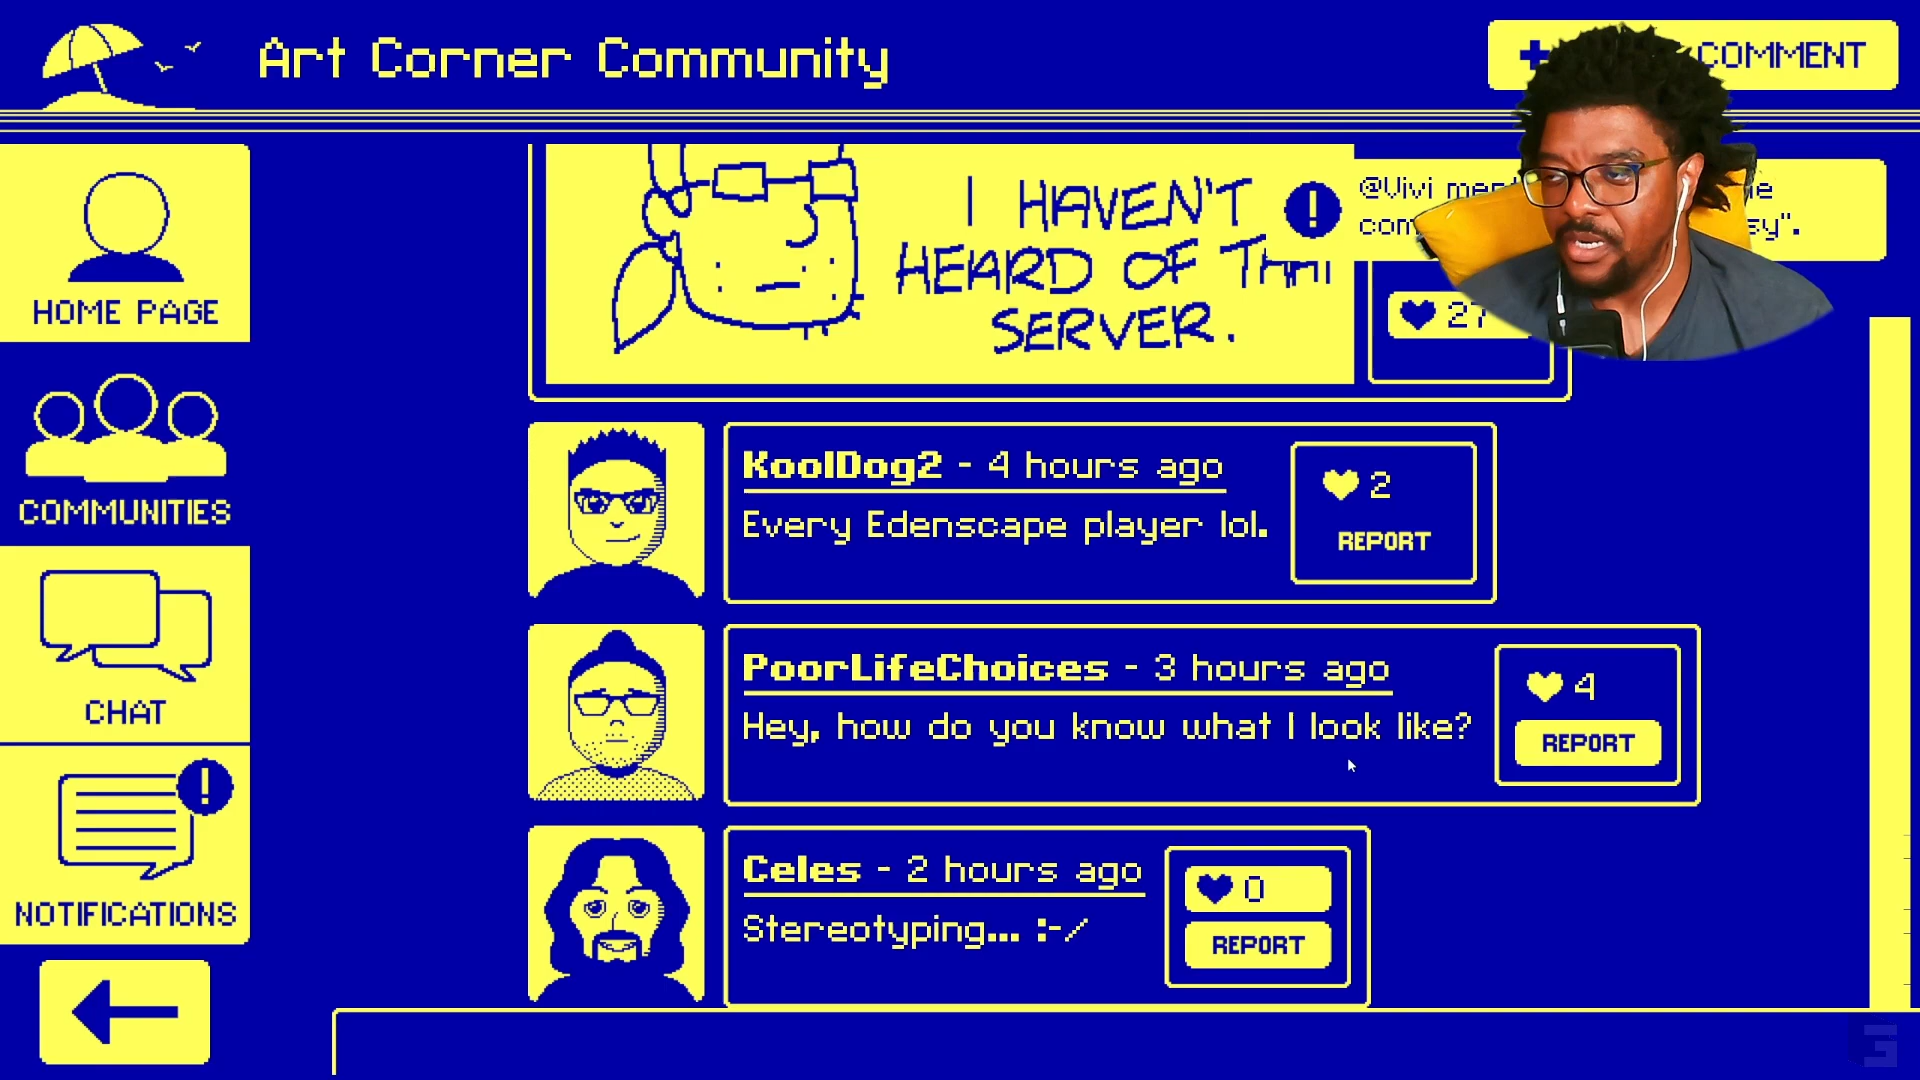 Art Corner Community
COMMENT
HOME PAGE
COMMUNITIES
CHAT
NOTIFICATIONS
I HAVEN'T
HEARD OF
SERVER.
@Vivi
sy".
KoolDog2 - 4 hours ago
Every Edenscape player lol.
2
REPORT
PoorLifeChoices - 3 hours ago
Hey, how do you know what I look like?
4
REPORT
Celes - 2 hours ago
Stereotyping... :-/
0
REPORT